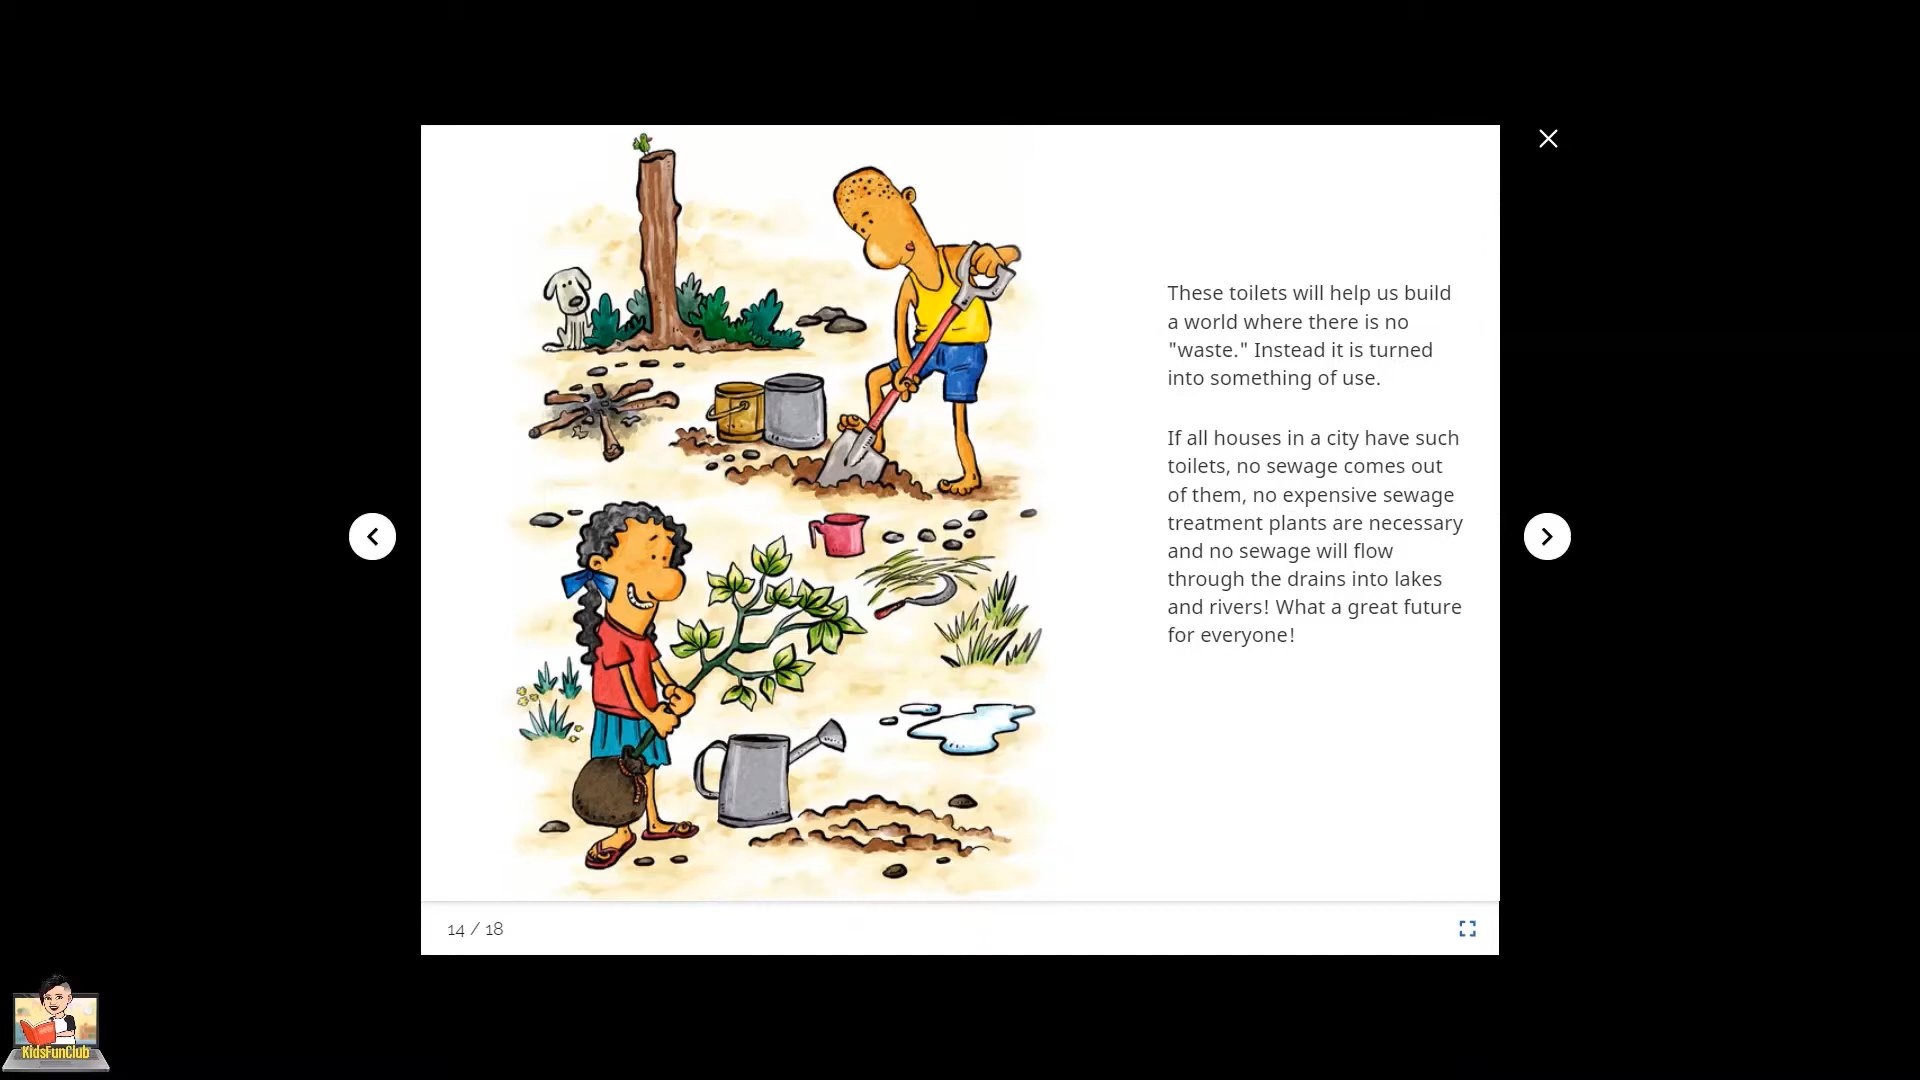 These toilets will help us build
a world where there is no
"waste." Instead it is turned
into something of use.
If all houses in a city have such
toilets, no sewage comes out
of them, no expensive sewage
treatment plants are necessary
and no sewage will flow
through the drains into lakes
and rivers! What a great future
for everyone!
14 / 18
KidsFunClub